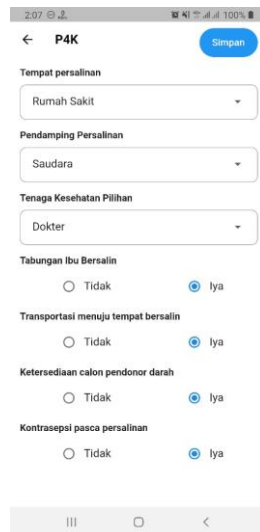 2:07 100%
P4K
Simpan
Tempat persalinan
Rumah Sakit
Pendamping Persalinan
Saudara
Tenaga Kesehatan Pilihan
Dokter
Tabungan Ibu Bersalin
Tidak Iya
Transportasi menuju tempat bersalin
Tidak Iya
Ketersediaan calon pendonor darah
Tidak Iya
Kontrasepsi pasca persalinan
Tidak Iya